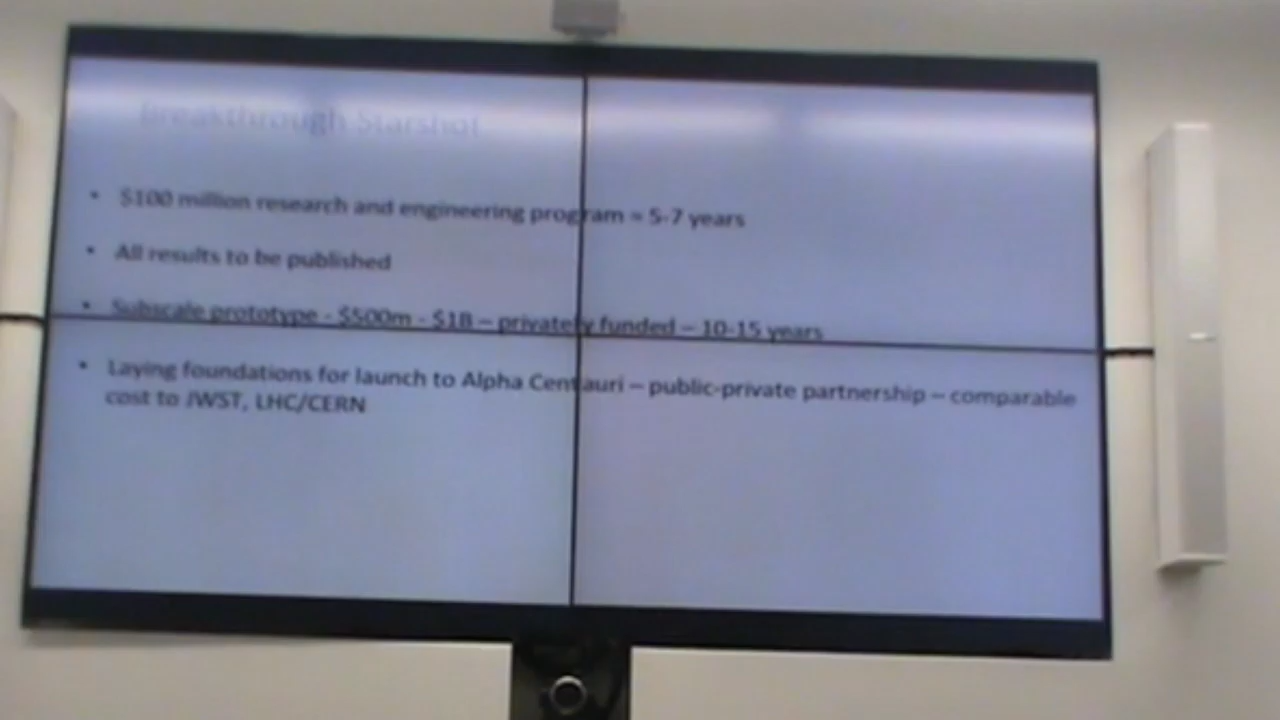 Breakthrough Starshot
• $100 million research and engineering program ≈ 5-7 years
• All results to be published
• Subscale prototype - $500m - $1B – privately funded – 10-15 years
• Laying foundations for launch to Alpha Centauri – public-private partnership – comparable
cost to JWST, LHC/CERN